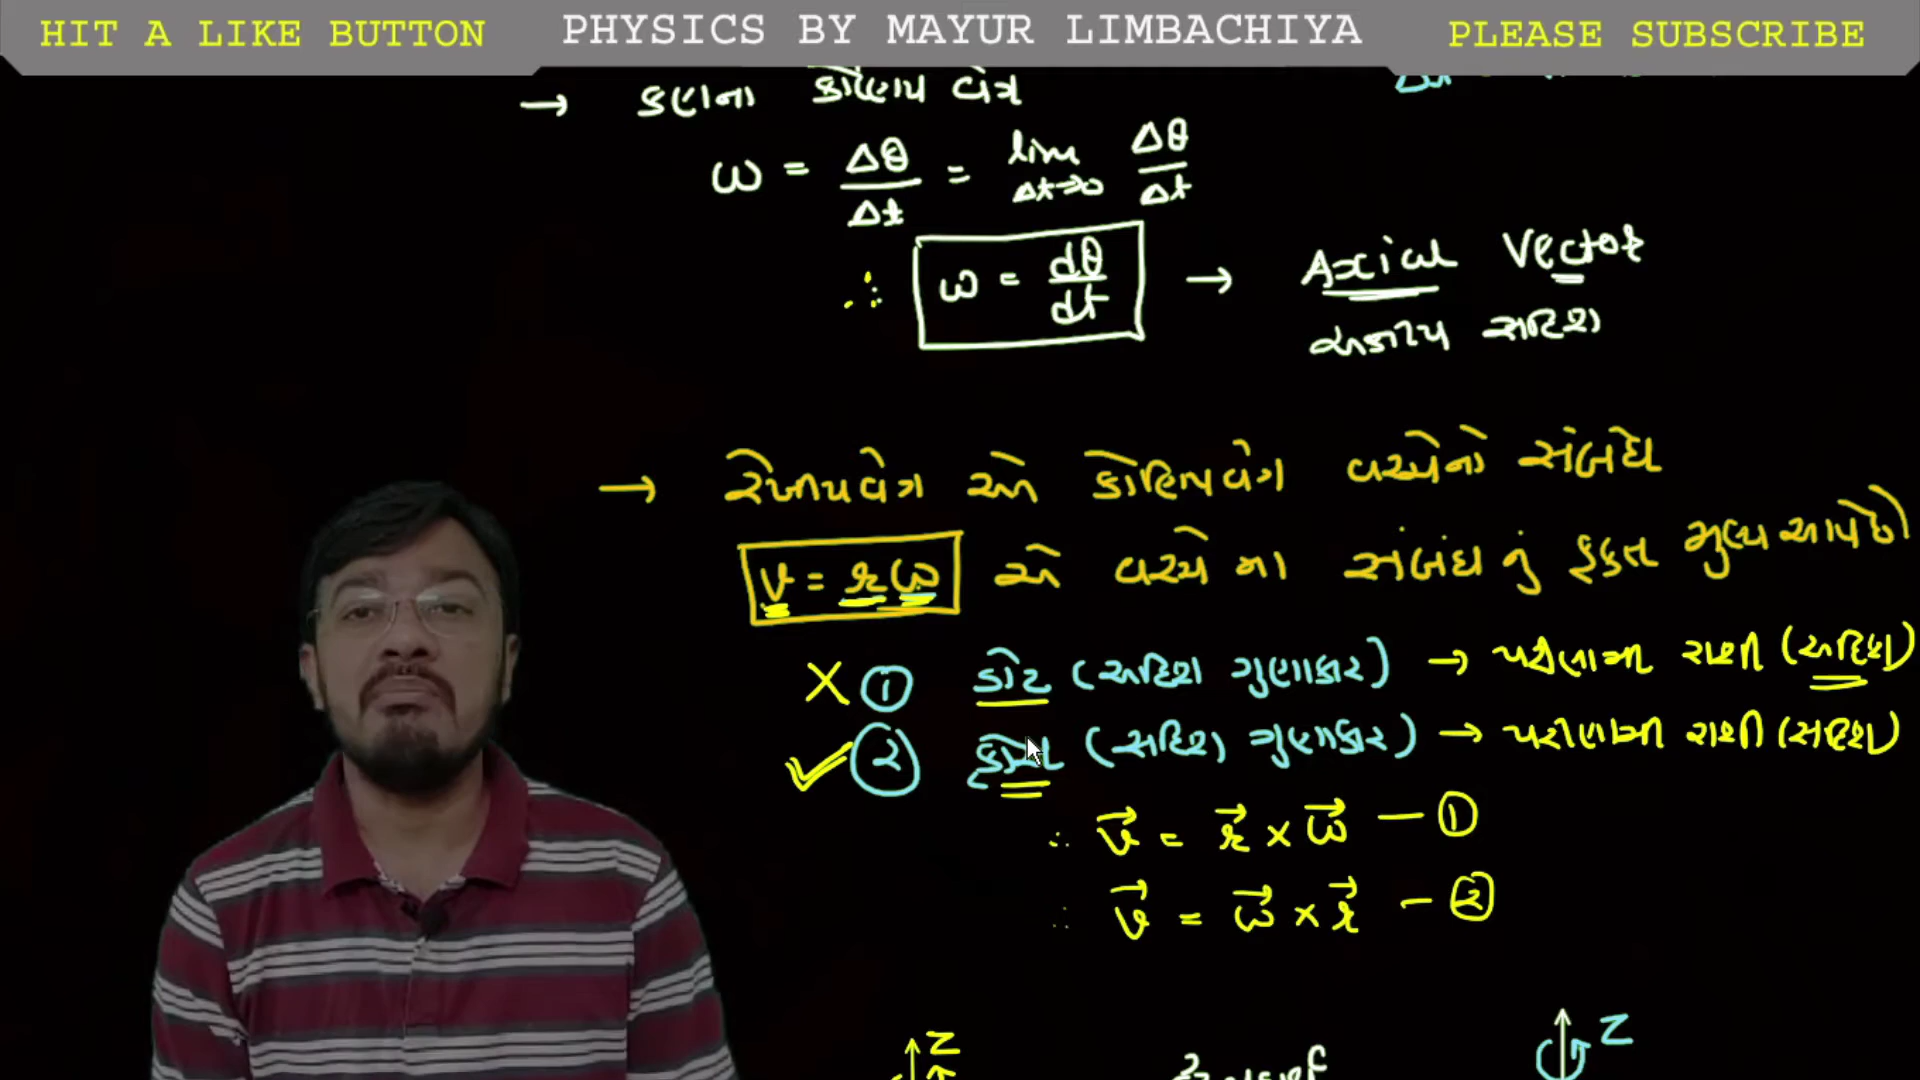 HIT A LIKE BUTTON
PHYSICS BY MAYUR LIMBACHIYA
PLEASE SUBSCRIBE
→ કણના કોણીય વેગ
ω = Δθ/Δt = lim Δt→0 Δθ/Δt
∴ ω = dθ/dt → Axial Vector
સદિશ
→ રેખીયવેગ અને કોણિયવેગ વચ્ચેનો સંબંધ
v = rω એ વચ્ચે ના સંબંધ નું ફક્ત મુલ્ય આપે છે
X ① ડોટ (અદિશ ગુણાકાર) → પરીણામી રાશી (અદિશ)
✓ ② ક્રોસ (સદિશ ગુણાકાર) → પરીણામી રાશી (સદિશ)
∴ v⃗ = r⃗ × ω⃗ — ①
∴ v⃗ = ω⃗ × r⃗ — ②
Z
Z